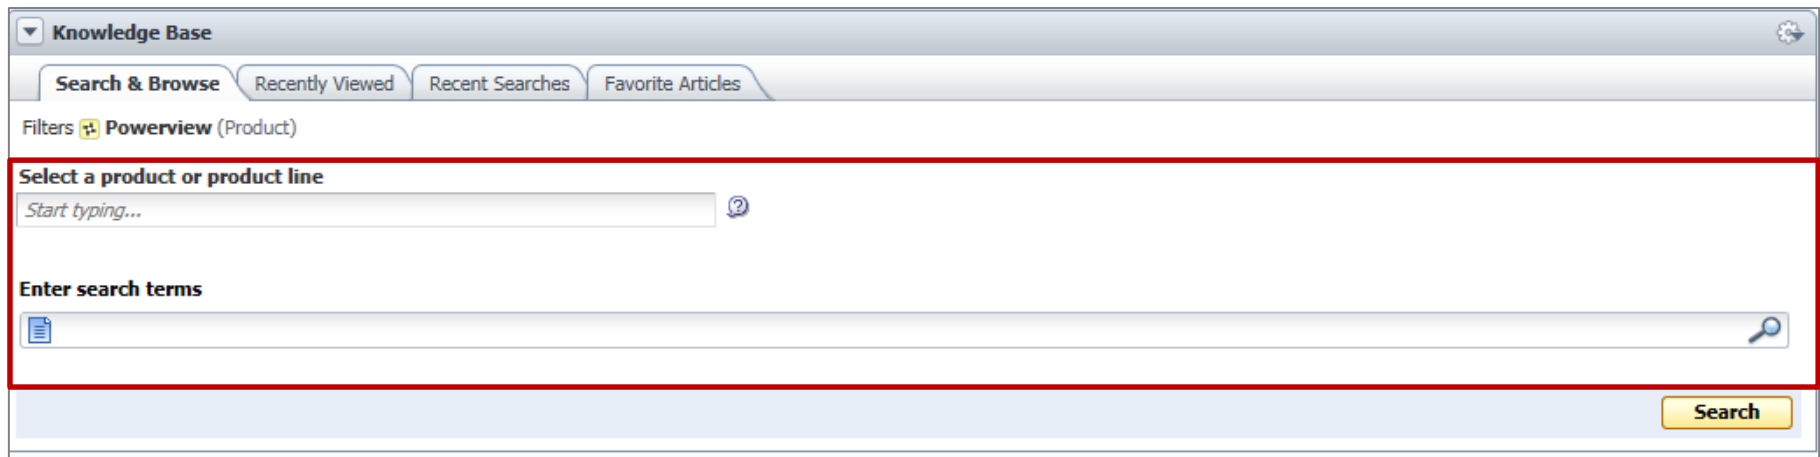 Knowledge Base
Search & Browse Recently Viewed Recent Searches Favorite Articles
Filters Powerview (Product)
Select a product or product line
Start typing...
Enter search terms
Search